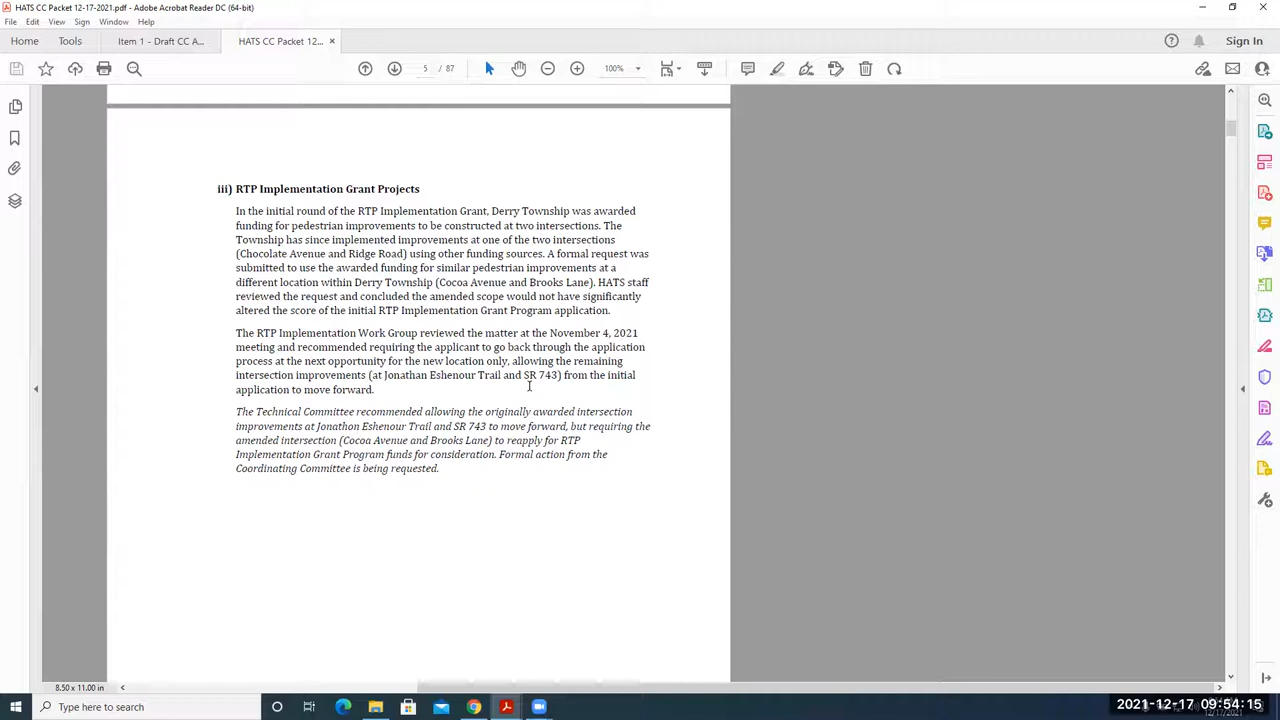 HATS CC Packet 12-17-2021.pdf - Adobe Acrobat Reader DC (64-bit)
File Edit View Sign Window Help
Home Tools Item 1 - Draft CC A... HATS CC Packet 12... × Sign In
5 / 87 100%
iii) RTP Implementation Grant Projects
In the initial round of the RTP Implementation Grant, Derry Township was awarded
funding for pedestrian improvements to be constructed at two intersections. The
Township has since implemented improvements at one of the two intersections
(Chocolate Avenue and Ridge Road) using other funding sources. A formal request was
submitted to use the awarded funding for similar pedestrian improvements at a
different location within Derry Township (Cocoa Avenue and Brooks Lane). HATS staff
reviewed the request and concluded the amended scope would not have significantly
altered the score of the initial RTP Implementation Grant Program application.
The RTP Implementation Work Group reviewed the matter at the November 4, 2021
meeting and recommended requiring the applicant to go back through the application
process at the next opportunity for the new location only, allowing the remaining
intersection improvements (at Jonathan Eshenour Trail and SR 743) from the initial
application to move forward.
The Technical Committee recommended allowing the originally awarded intersection
improvements at Jonathon Eshenour Trail and SR 743 to move forward, but requiring the
amended intersection (Cocoa Avenue and Brooks Lane) to reapply for RTP
Implementation Grant Program funds for consideration. Formal action from the
Coordinating Committee is being requested.
8.50 x 11.00 in
Type here to search
2021-12-17 09:54:15